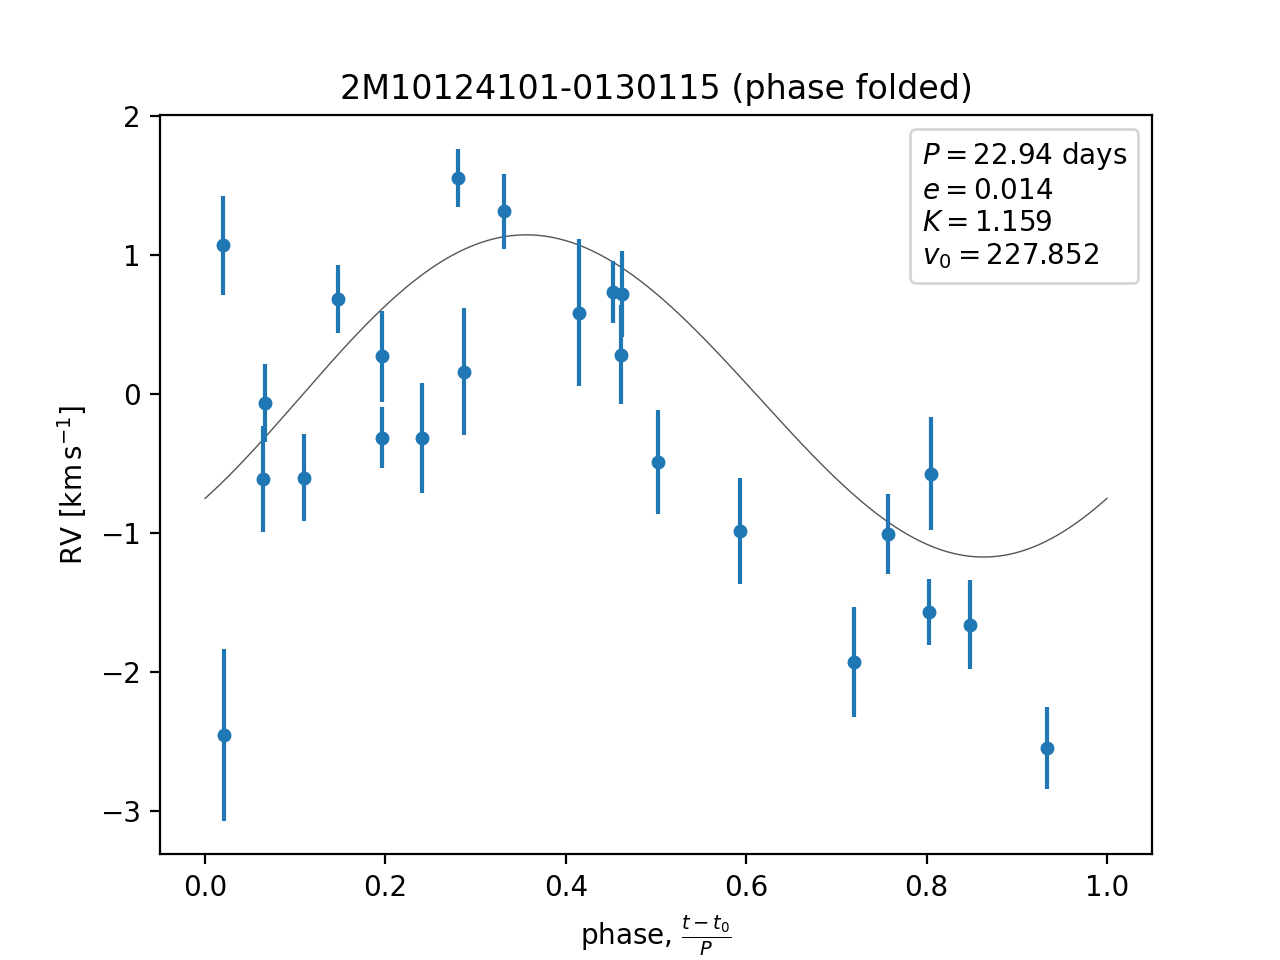 2M10124101-0130115 (phase folded)
P = 22.94 days
e = 0.014
K = 1.159
v₀ = 227.852
2
1
0
−1
−2
−3
RV [km s⁻¹]
0.0 0.2 0.4 0.6 0.8 1.0
phase, (t − t₀)/P